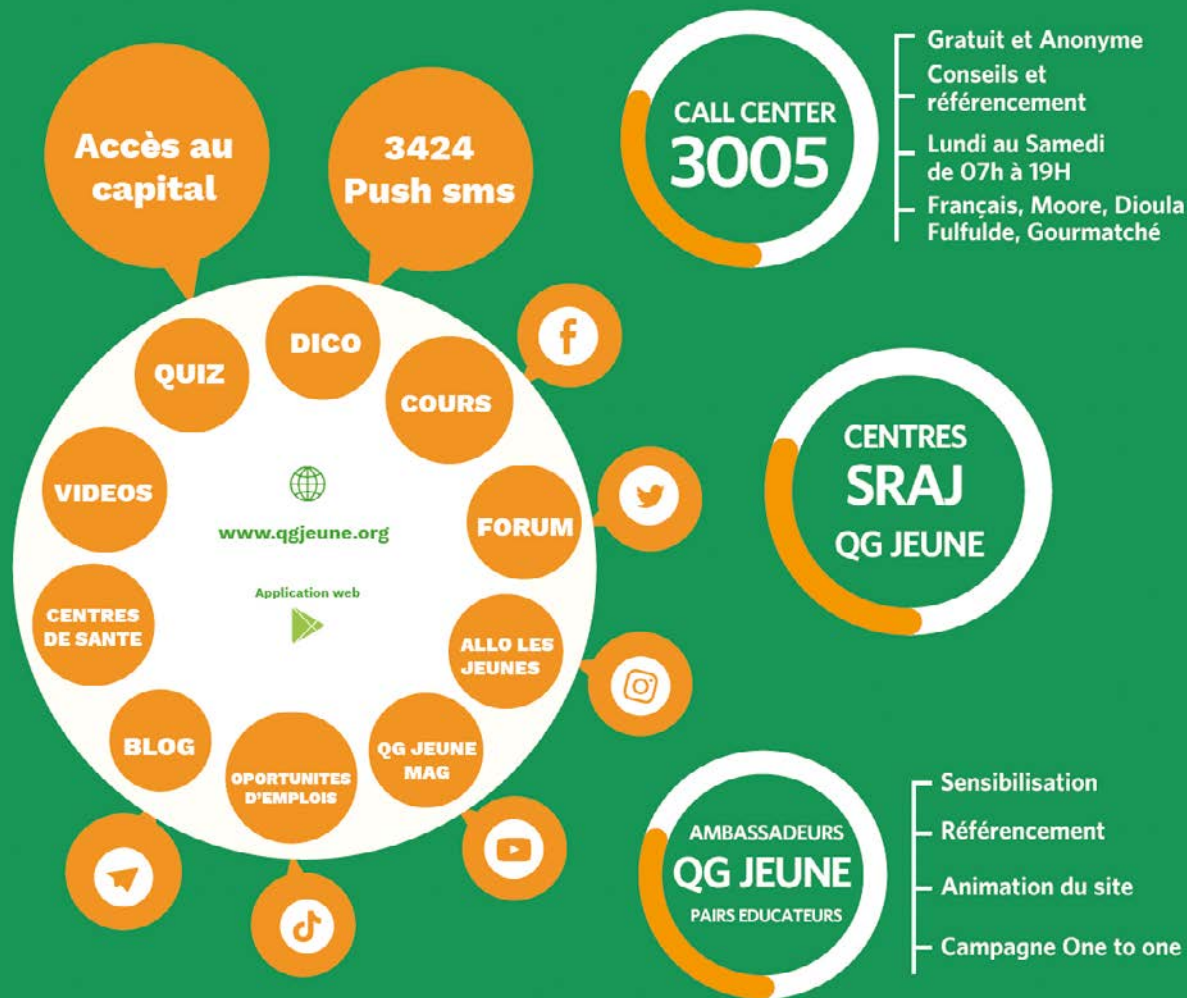 Accès au
capital
3424
Push sms
QUIZ
DICO
COURS
VIDEOS
FORUM
www.qgjeune.org
Application web
CENTRES
DE SANTE
ALLO LES
JEUNES
BLOG
OPORTUNITES
D'EMPLOIS
QG JEUNE
MAG
CALL CENTER
3005
Gratuit et Anonyme
Conseils et
référencement
Lundi au Samedi
de 07h à 19H
Français, Moore, Dioula
Fulfulde, Gourmatché
CENTRES
SRAJ
QG JEUNE
AMBASSADEURS
QG JEUNE
PAIRS EDUCATEURS
Sensibilisation
Référencement
Animation du site
Campagne One to one